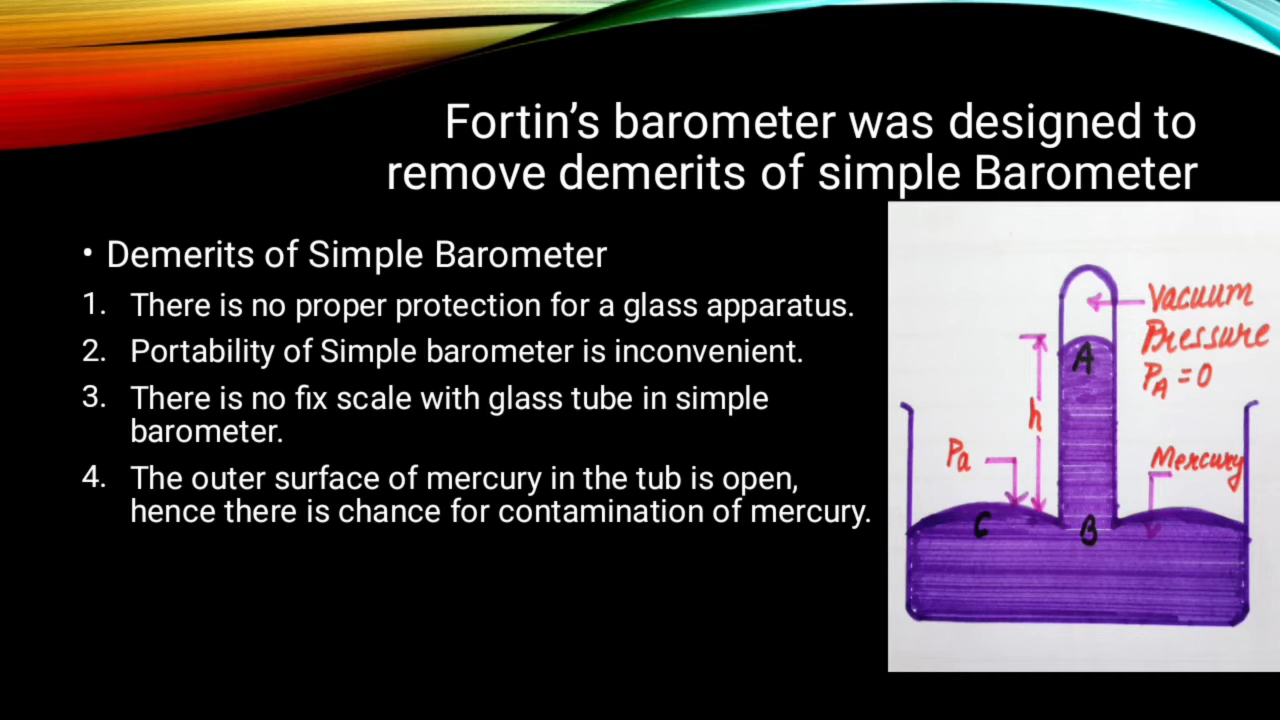 Fortin’s barometer was designed to
remove demerits of simple Barometer
• Demerits of Simple Barometer
1. There is no proper protection for a glass apparatus.
2. Portability of Simple barometer is inconvenient.
3. There is no fix scale with glass tube in simple
barometer.
4. The outer surface of mercury in the tub is open,
hence there is chance for contamination of mercury.
Vacuum
Pressure
PA = 0
A
h
Pa
Mercury
C
B